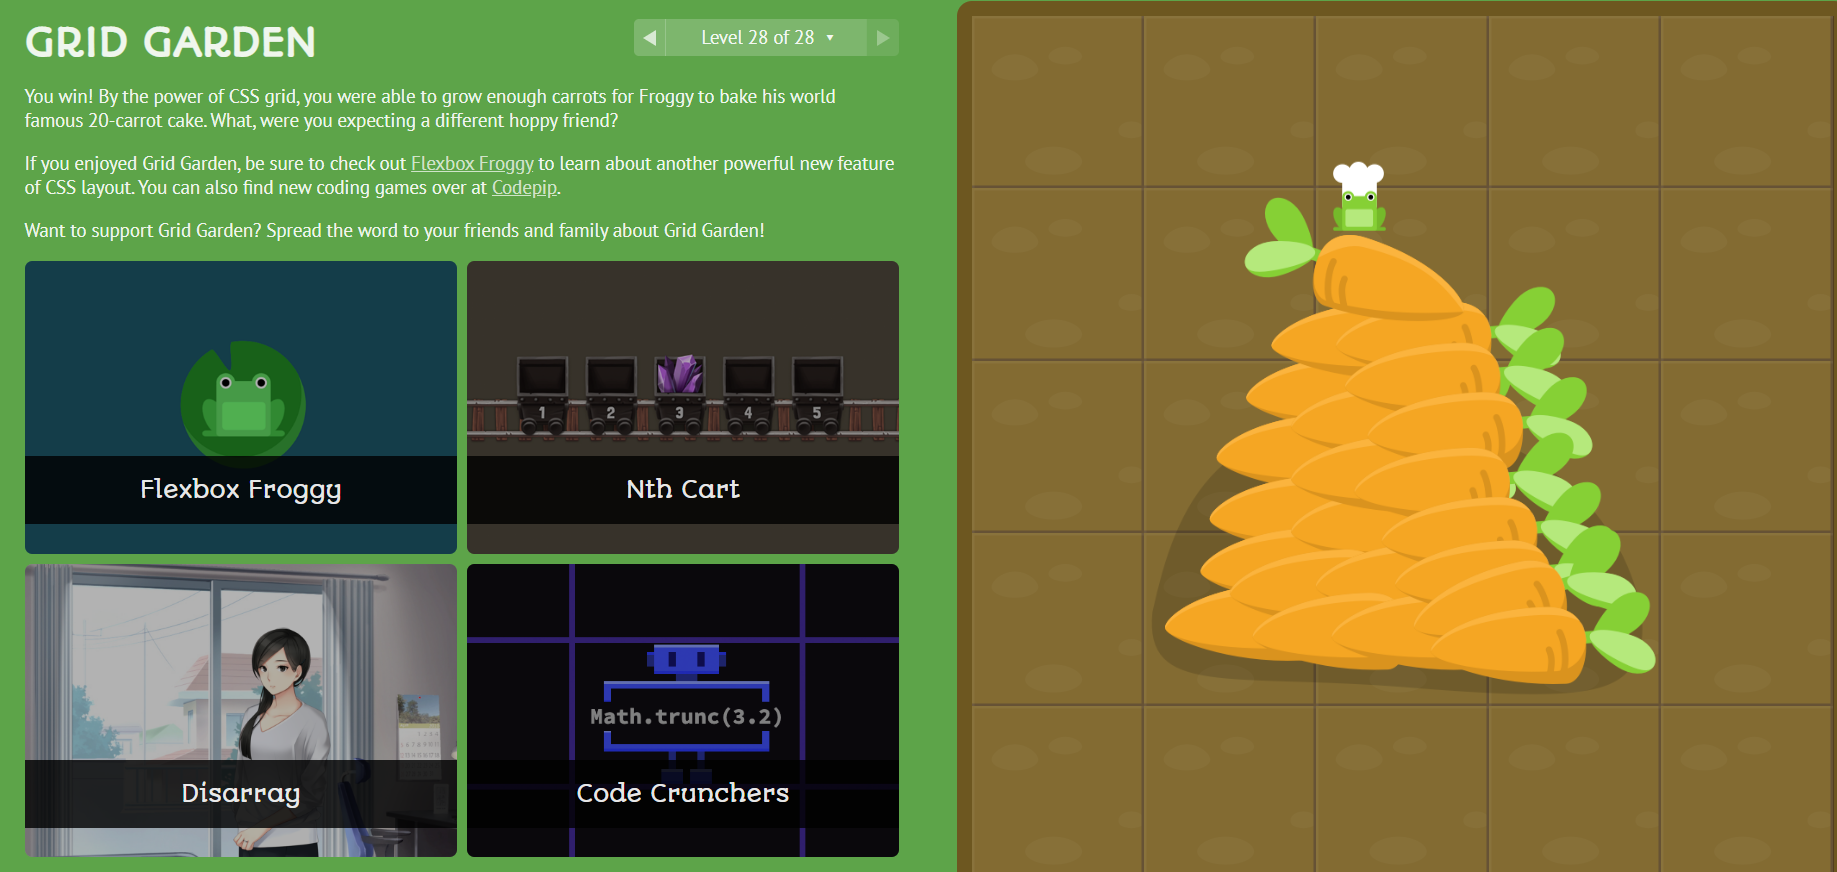 GRID GARDEN
Level 28 of 28
You win! By the power of CSS grid, you were able to grow enough carrots for Froggy to bake his world
famous 20-carrot cake. What, were you expecting a different hoppy friend?
If you enjoyed Grid Garden, be sure to check out Flexbox Froggy to learn about another powerful new feature
of CSS layout. You can also find new coding games over at Codepip.
Want to support Grid Garden? Spread the word to your friends and family about Grid Garden!
Flexbox Froggy
1 2 3 4 5
Nth Cart
Disarray
Math.trunc(3.2)
Code Crunchers